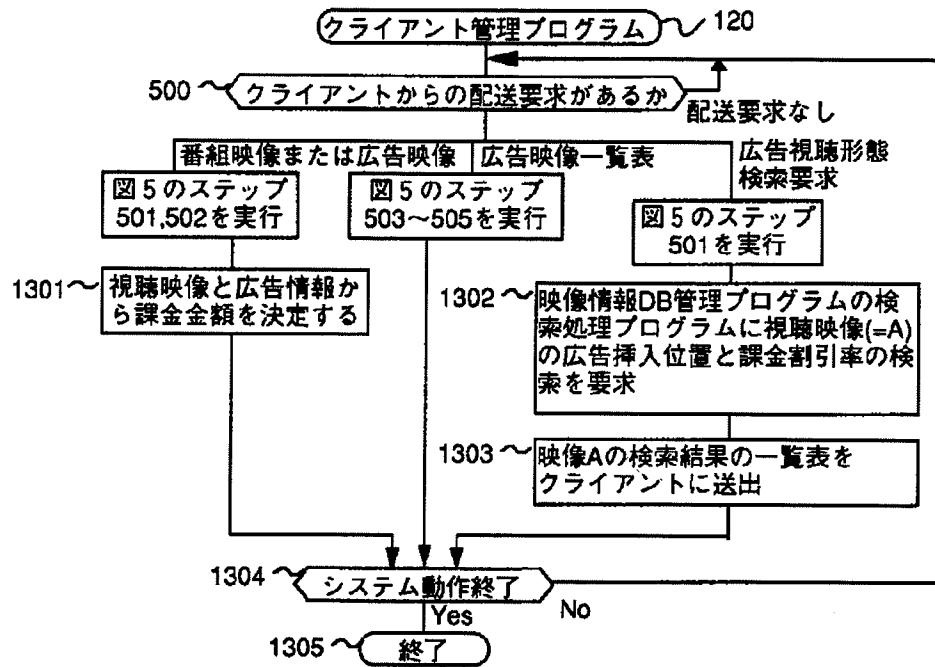 クライアント管理プログラム
120
500
クライアントからの配送要求があるか
配送要求なし
番組映像または広告映像
広告映像一覧表
広告視聴形態
検索要求
図5のステップ
501,502を実行
図5のステップ
503～505を実行
図5のステップ
501を実行
1301
視聴映像と広告情報か
ら課金金額を決定する
1302
映像情報DB管理プログラムの検
索処理プログラムに視聴映像(=A)
の広告挿入位置と課金割引率の検
索を要求
1303
映像Aの検索結果の一覧表を
クライアントに送出
1304
システム動作終了
Yes
No
1305
終了